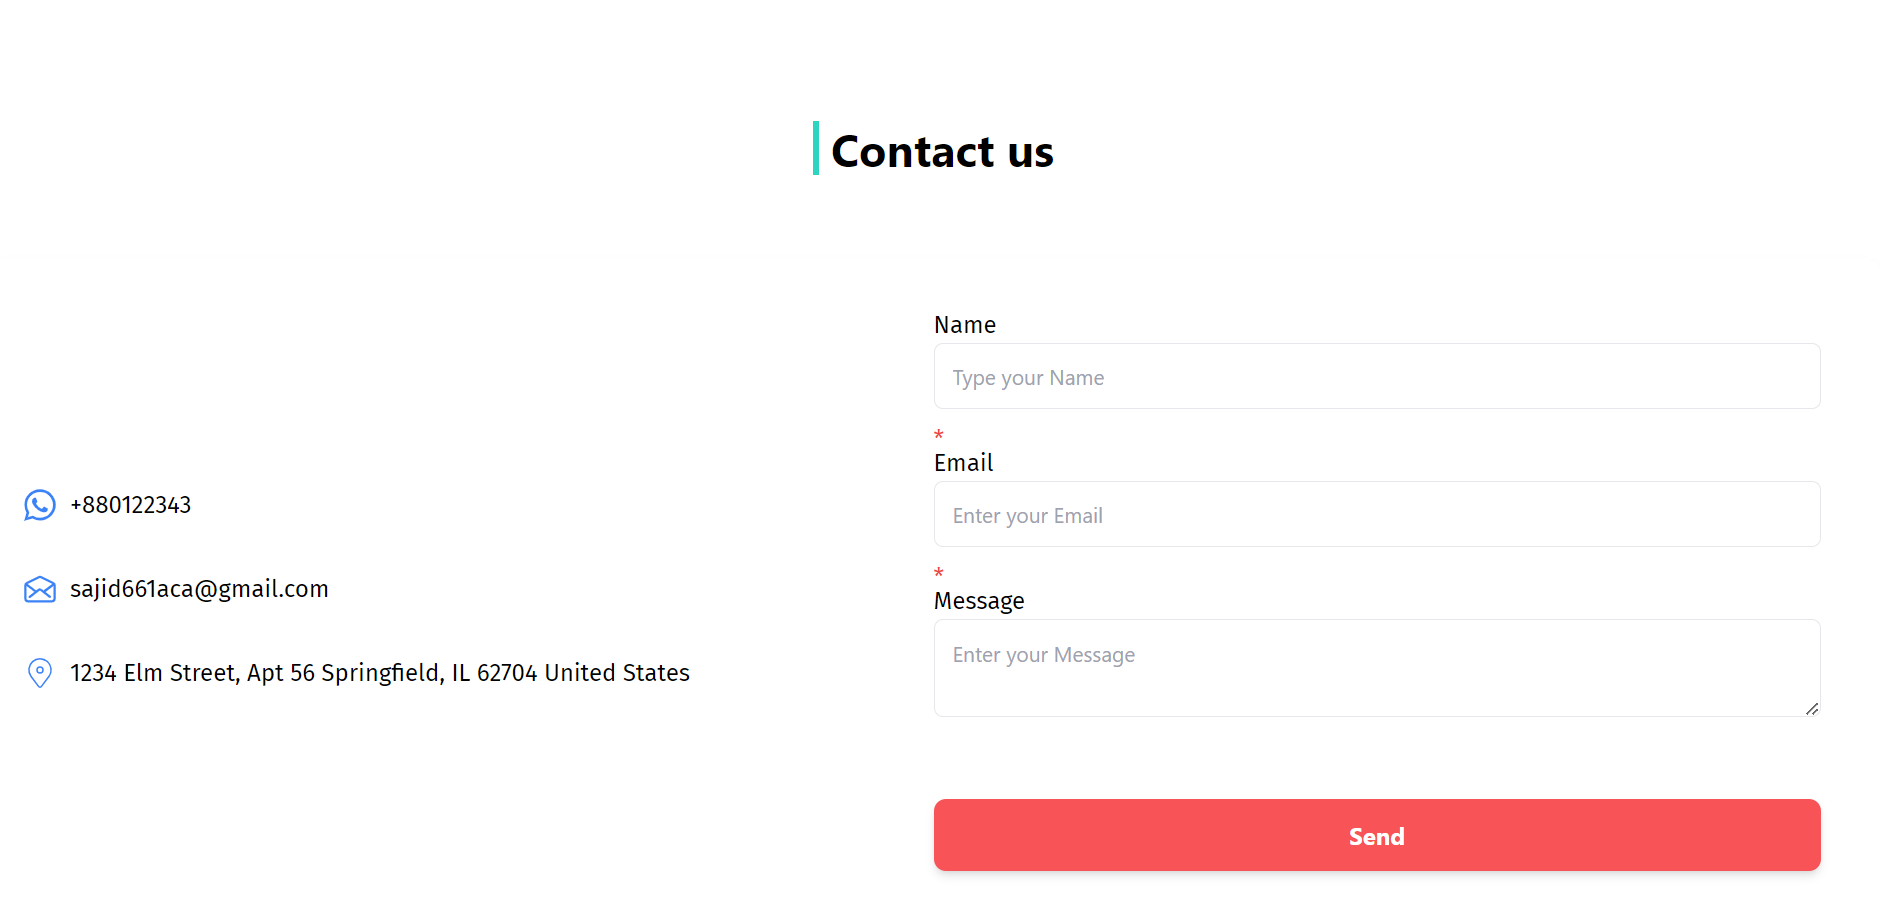 Contact us
+880122343
sajid661aca@gmail.com
1234 Elm Street, Apt 56 Springfield, IL 62704 United States
Name
Type your Name
*
Email
Enter your Email
*
Message
Enter your Message
Send